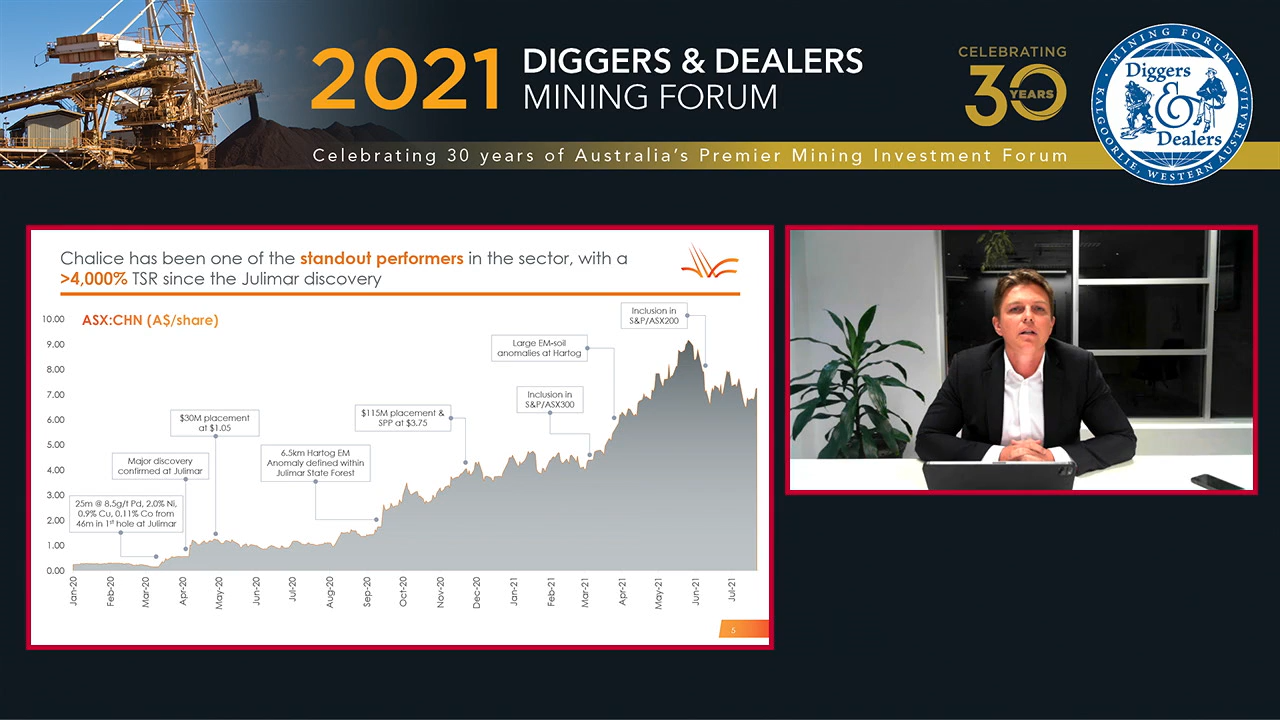 2021 DIGGERS & DEALERS
MINING FORUM
CELEBRATING
30 YEARS
MINING FORUM
Diggers
&
Dealers
KALGOORLIE, WESTERN AUSTRALIA
Celebrating 30 years of Australia's Premier Mining Investment Forum
Chalice has been one of the standout performers in the sector, with a
>4,000% TSR since the Julimar discovery
ASX:CHN (A$/share)
10.00
9.00
8.00
7.00
6.00
5.00
4.00
3.00
2.00
1.00
0.00
25m @ 8.5g/t Pd, 2.0% Ni,
0.9% Cu, 0.11% Co from
46m in 1st hole at Julimar
Major discovery
confirmed at Julimar
$30M placement
at $1.05
6.5km Hartog EM
Anomaly defined within
Julimar State Forest
$115M placement &
SPP at $3.75
Inclusion in
S&P/ASX300
Large EM-soil
anomalies at Hartog
Inclusion in
S&P/ASX200
Jan-20
Feb-20
Mar-20
Apr-20
May-20
Jun-20
Jul-20
Aug-20
Sep-20
Oct-20
Nov-20
Dec-20
Jan-21
Feb-21
Mar-21
Apr-21
May-21
Jun-21
Jul-21
5